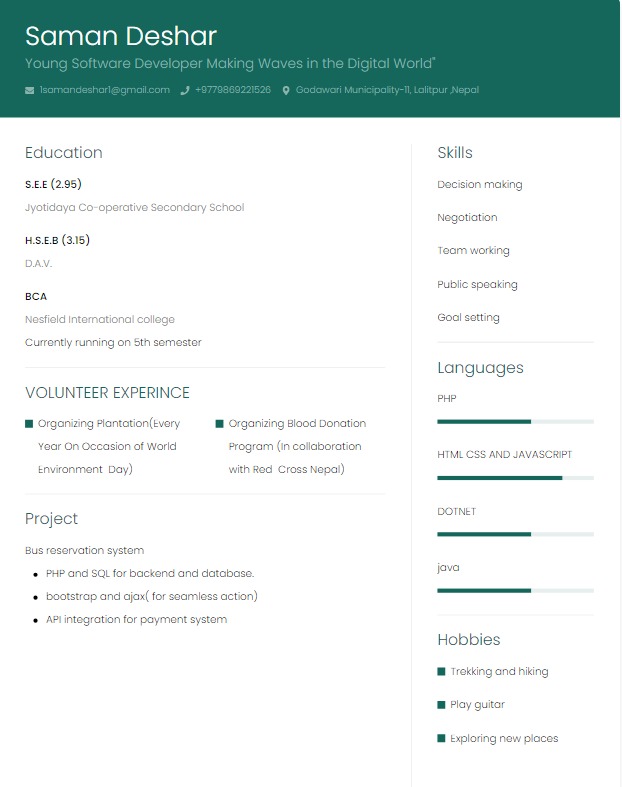 Saman Deshar
Young Software Developer Making Waves in the Digital World"
1samandeshar1@gmail.com +9779869221526 Godawari Municipality-11, Lalitpur ,Nepal
Education
S.E.E (2.95)
Jyotidaya Co-operative Secondary School
H.S.E.B (3.15)
D.A.V.
BCA
Nesfield International college
Currently running on 5th semester
VOLUNTEER EXPERINCE
Organizing Plantation(Every
Year On Occasion of World
Environment Day)
Organizing Blood Donation
Program (In collaboration
with Red Cross Nepal)
Project
Bus reservation system
PHP and SQL for backend and database.
bootstrap and ajax( for seamless action)
API integration for payment system
Skills
Decision making
Negotiation
Team working
Public speaking
Goal setting
Languages
PHP
HTML CSS AND JAVASCRIPT
DOTNET
java
Hobbies
Trekking and hiking
Play guitar
Exploring new places